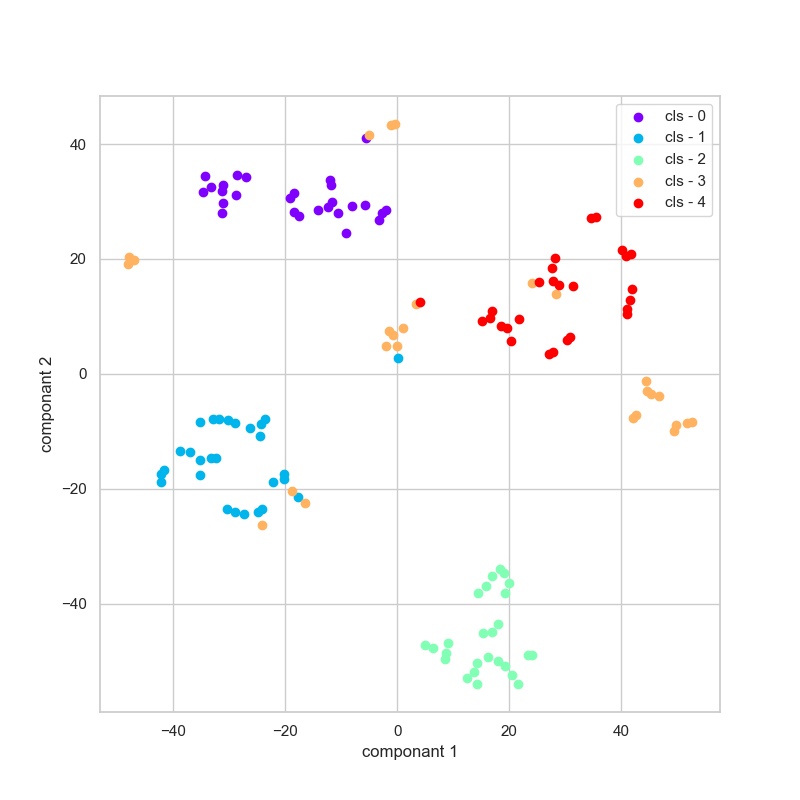 cls - 0
cls - 1
cls - 2
cls - 3
cls - 4
40
20
0
−20
−40
componant 2
−40
−20
0
20
40
componant 1